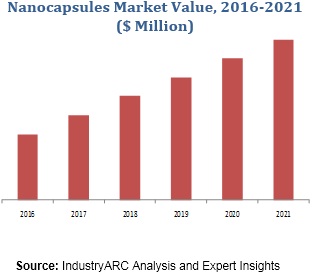 Nanocapsules Market Value, 2016-2021
($ Million)
2016 2017 2018 2019 2020 2021
Source: IndustryARC Analysis and Expert Insights